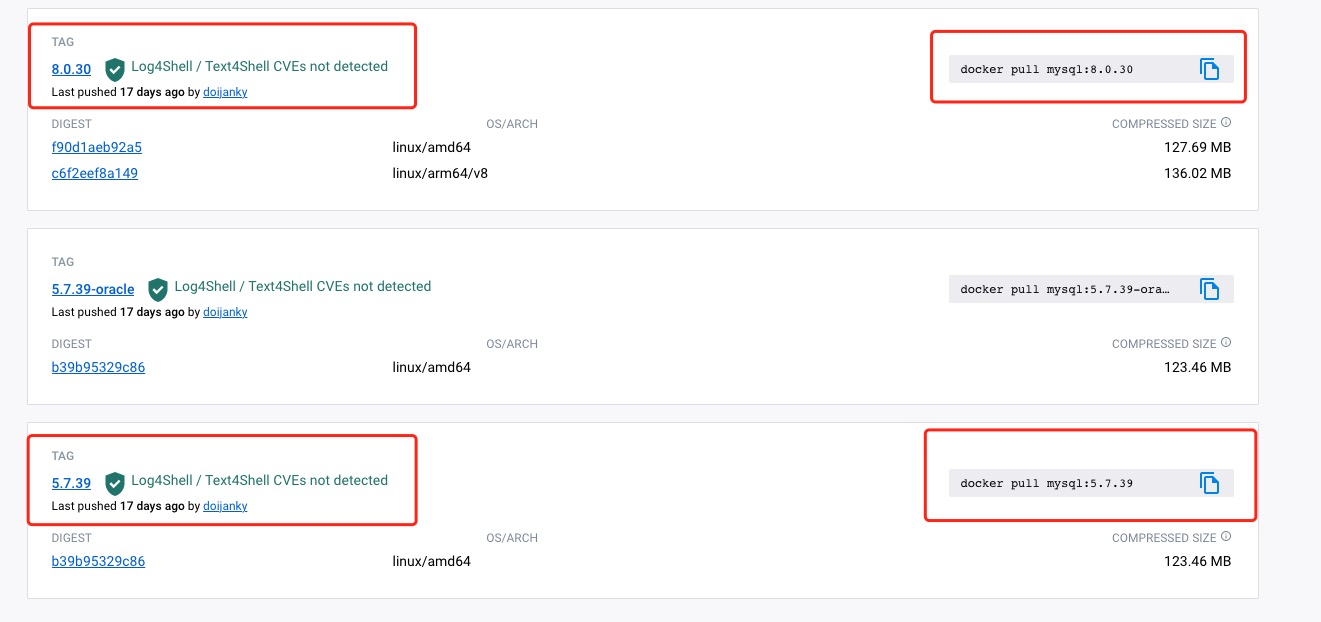 TAG
8.0.30 Log4Shell / Text4Shell CVEs not detected
docker pull mysql:8.0.30
Last pushed 17 days ago by doijanky
DIGEST OS/ARCH COMPRESSED SIZE
f90d1aeb92a5 linux/amd64 127.69 MB
c6f2eef8a149 linux/arm64/v8 136.02 MB
TAG
5.7.39-oracle Log4Shell / Text4Shell CVEs not detected
docker pull mysql:5.7.39-ora…
Last pushed 17 days ago by doijanky
DIGEST OS/ARCH COMPRESSED SIZE
b39b95329c86 linux/amd64 123.46 MB
TAG
5.7.39 Log4Shell / Text4Shell CVEs not detected
docker pull mysql:5.7.39
Last pushed 17 days ago by doijanky
DIGEST OS/ARCH COMPRESSED SIZE
b39b95329c86 linux/amd64 123.46 MB